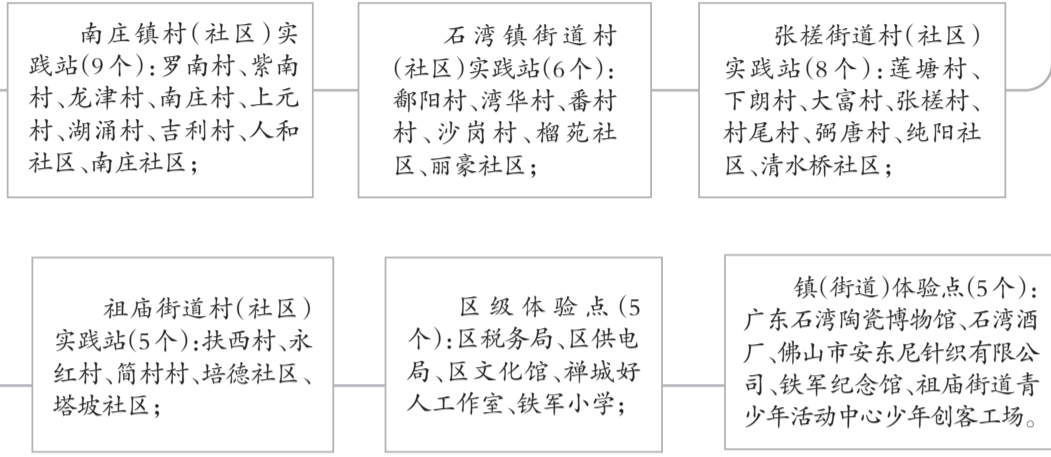 南庄镇村(社区)实
践站(9个):罗南村、紫南
村、龙津村、南庄村、上元
村、湖涌村、吉利村、人和
社区、南庄社区;
石湾镇街道村
(社区)实践站(6个):
鄱阳村、湾华村、番村
村、沙岗村、榴苑社
区、丽豪社区;
张槎街道村(社区)
实践站(8个):莲塘村、
下朗村、大富村、张槎村、
村尾村、弼唐村、纯阳社
区、清水桥社区;
祖庙街道村(社区)
实践站(5个):扶西村、永
红村、简村村、培德社区、
塔坡社区;
区级体验点(5
个):区税务局、区供电
局、区文化馆、禅城好
人工作室、铁军小学;
镇(街道)体验点(5个):
广东石湾陶瓷博物馆、石湾酒
厂、佛山市安东尼针织有限公
司、铁军纪念馆、祖庙街道青
少年活动中心少年创客工场。